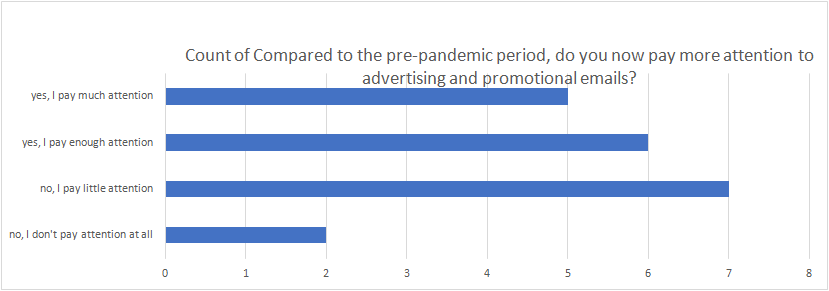 Count of Compared to the pre-pandemic period, do you now pay more attention to
advertising and promotional emails?
yes, I pay much attention
yes, I pay enough attention
no, I pay little attention
no, I don't pay attention at all
0 1 2 3 4 5 6 7 8